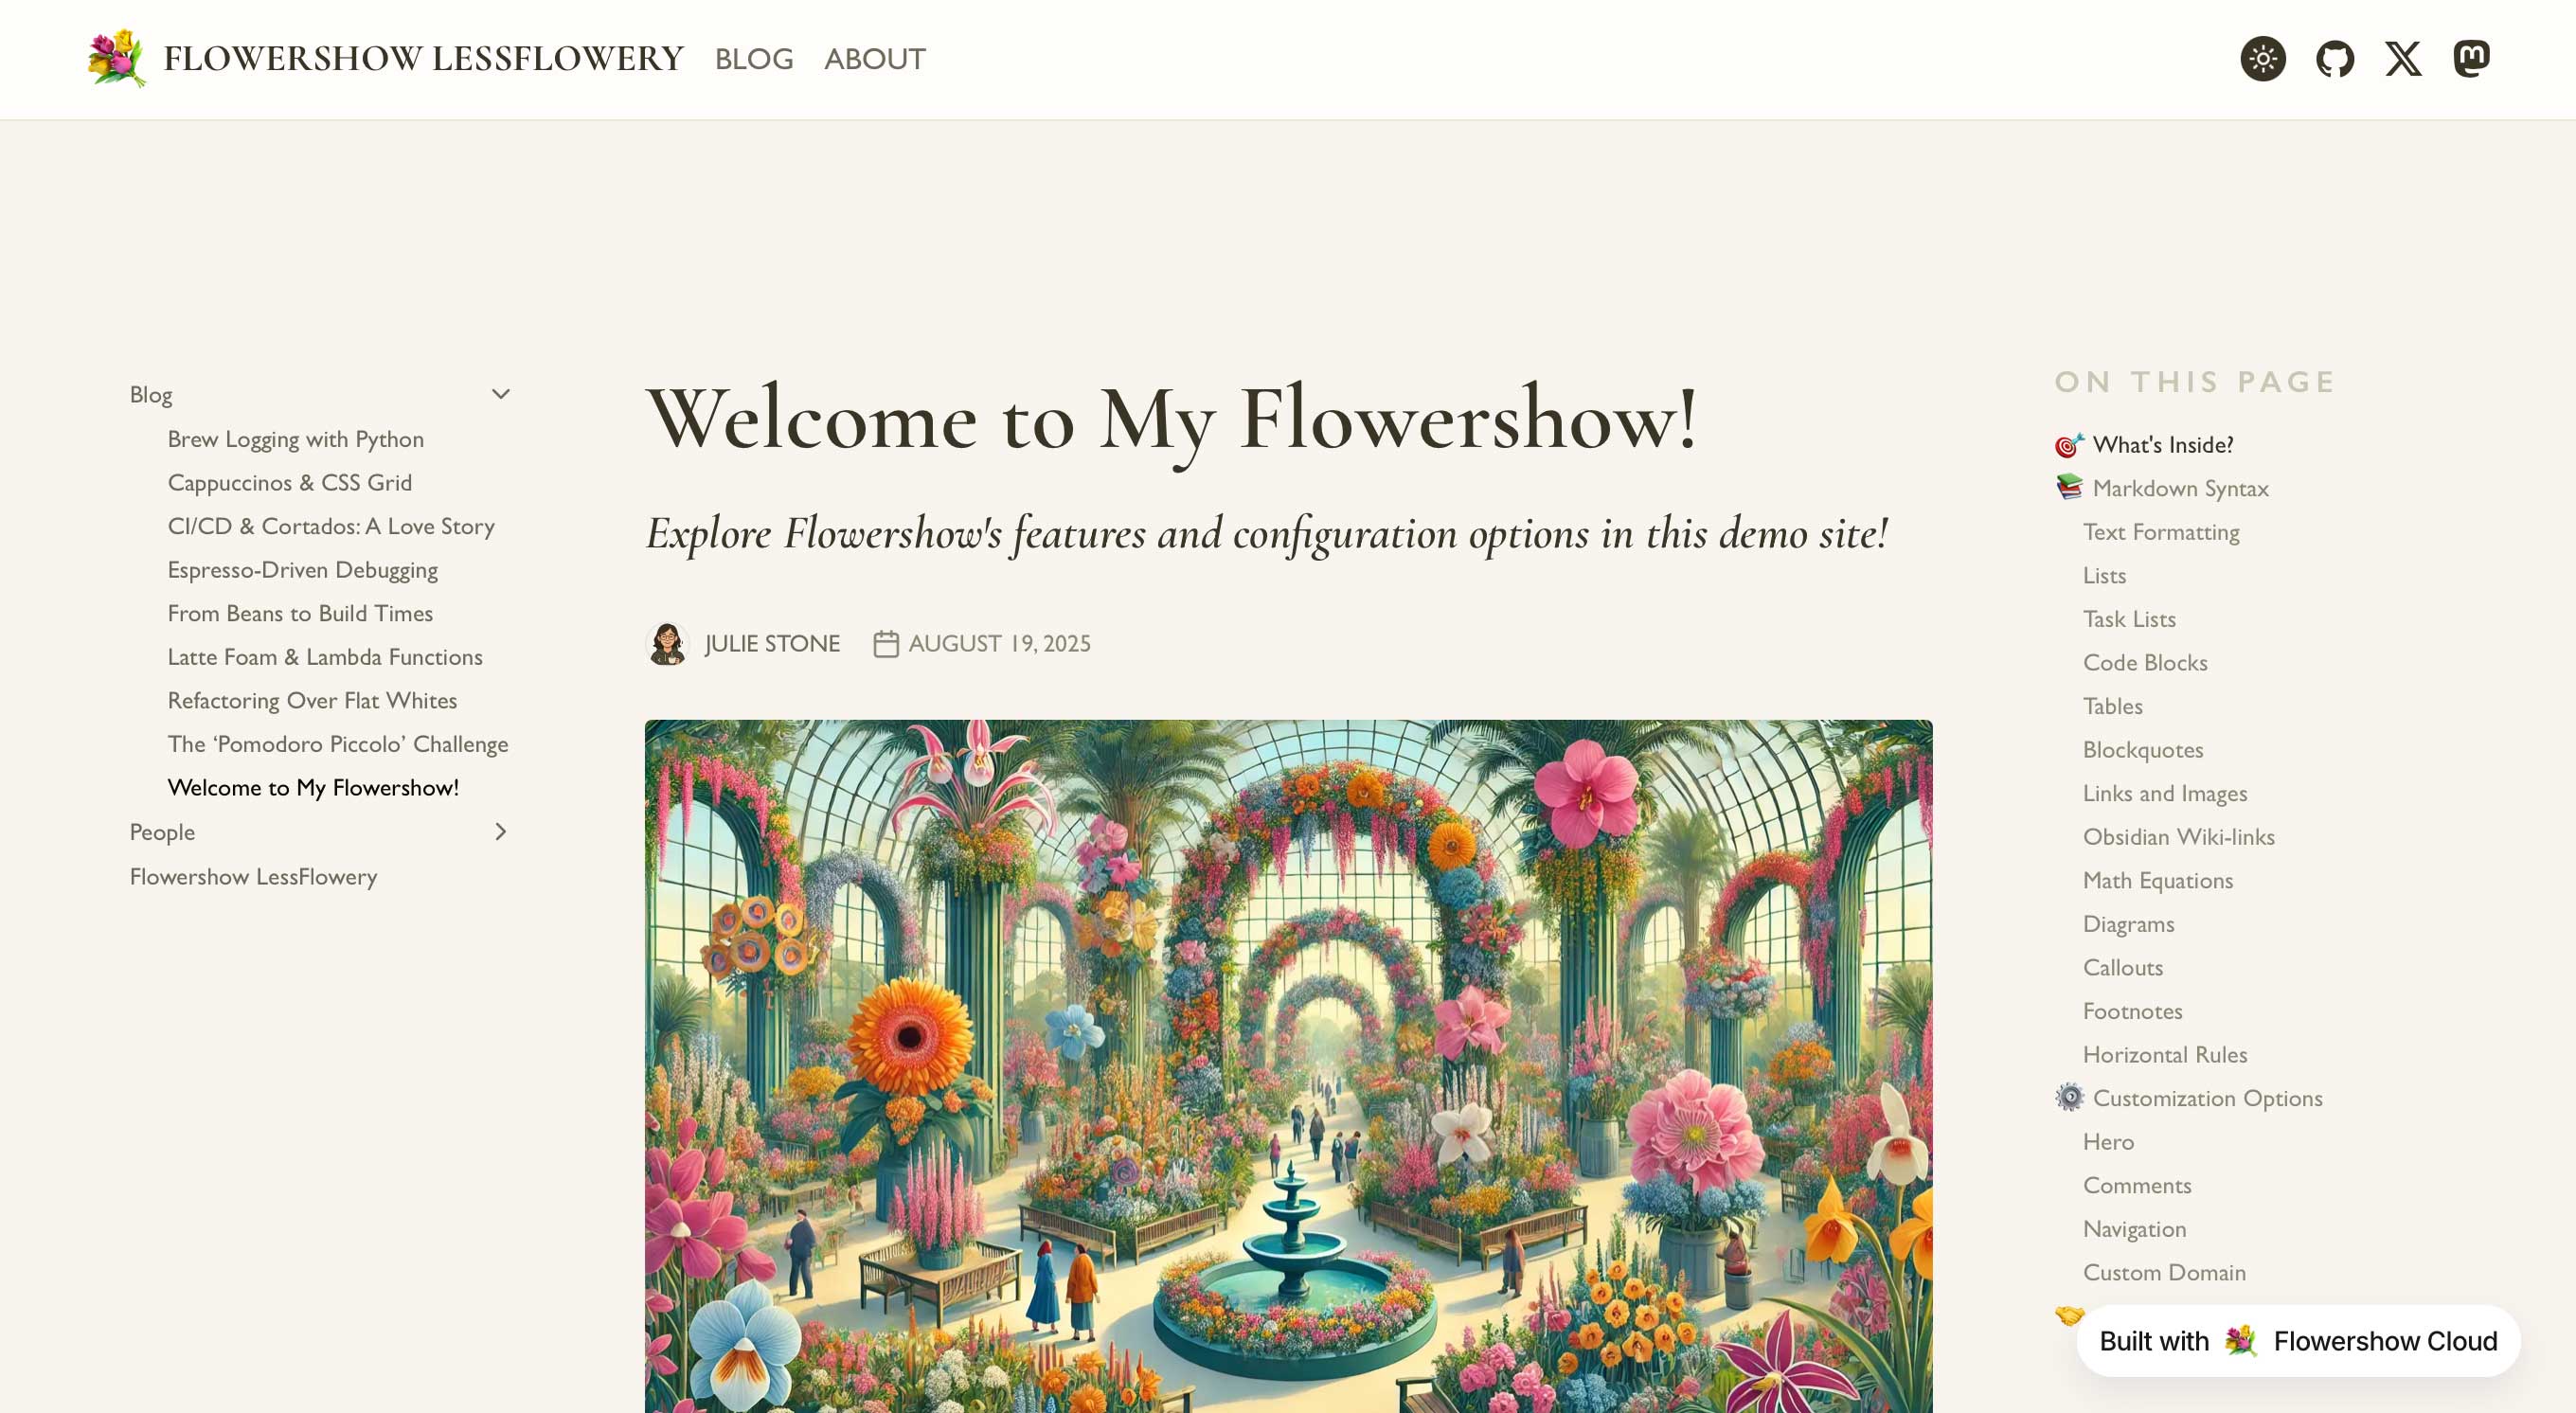 FLOWERSHOW LESSFLOWERY BLOG ABOUT
Blog
Brew Logging with Python
Cappuccinos & CSS Grid
CI/CD & Cortados: A Love Story
Espresso-Driven Debugging
From Beans to Build Times
Latte Foam & Lambda Functions
Refactoring Over Flat Whites
The ‘Pomodoro Piccolo’ Challenge
Welcome to My Flowershow!
People
Flowershow LessFlowery
Welcome to My Flowershow!
Explore Flowershow's features and configuration options in this demo site!
JULIE STONE AUGUST 19, 2025
ON THIS PAGE
What's Inside?
Markdown Syntax
Text Formatting
Lists
Task Lists
Code Blocks
Tables
Blockquotes
Links and Images
Obsidian Wiki-links
Math Equations
Diagrams
Callouts
Footnotes
Horizontal Rules
Customization Options
Hero
Comments
Navigation
Custom Domain
Built with Flowershow Cloud